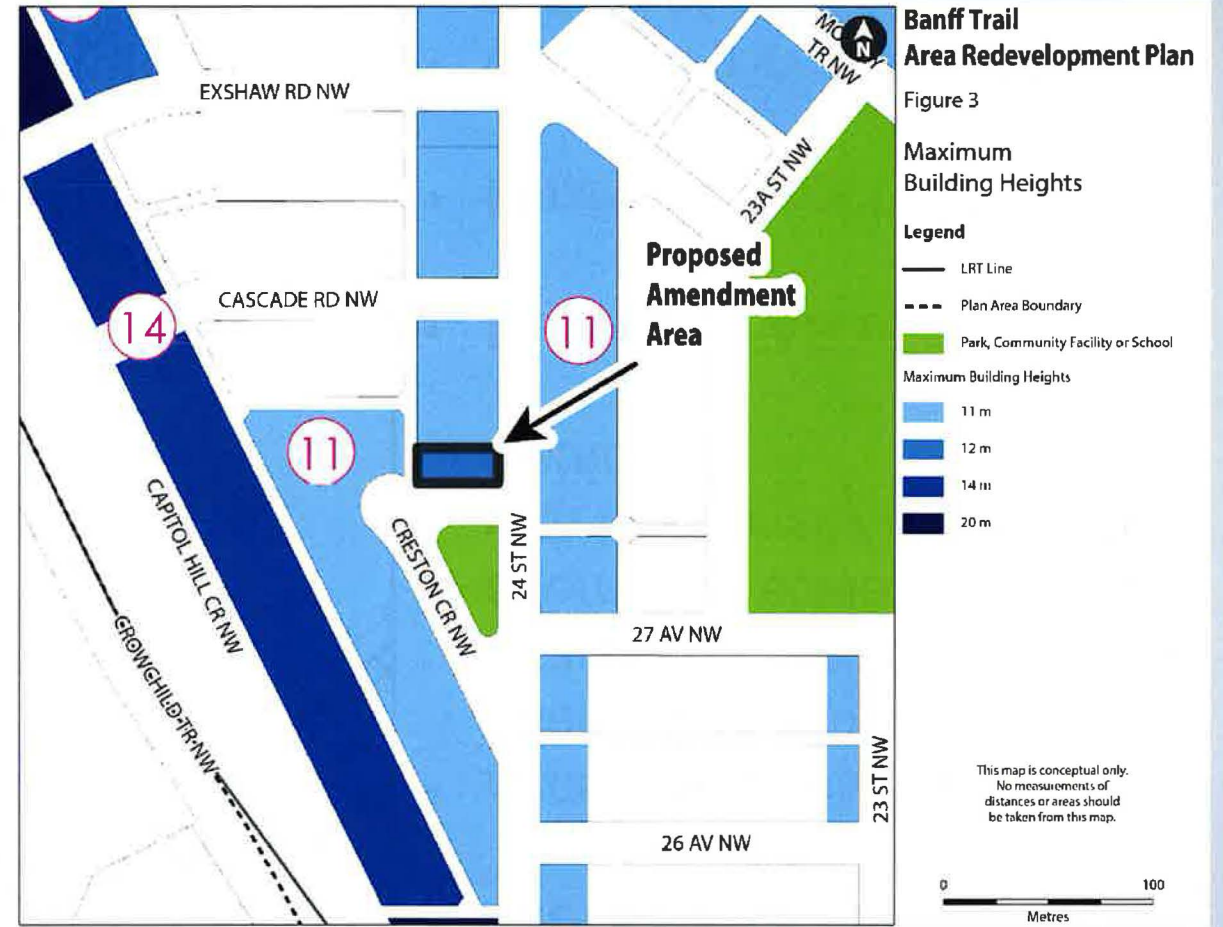 Banff Trail
Area Redevelopment Plan
Figure 3
Maximum
Building Heights
Legend
LRT Line
Plan Area Boundary
Park, Community Facility or School
Maximum Building Heights
11 m
12 m
14 m
20 m
This map is conceptual only.
No measurements of
distances or areas should
be taken from this map.
0 100
Metres
N
TR NW
EXSHAW RD NW
23A ST NW
Proposed
Amendment
Area
CASCADE RD NW
14
11
11
CAPITOL HILL CR NW
CRESTON CR NW
24 ST NW
27 AV NW
CROWCHILD TR NW
23 ST NW
26 AV NW